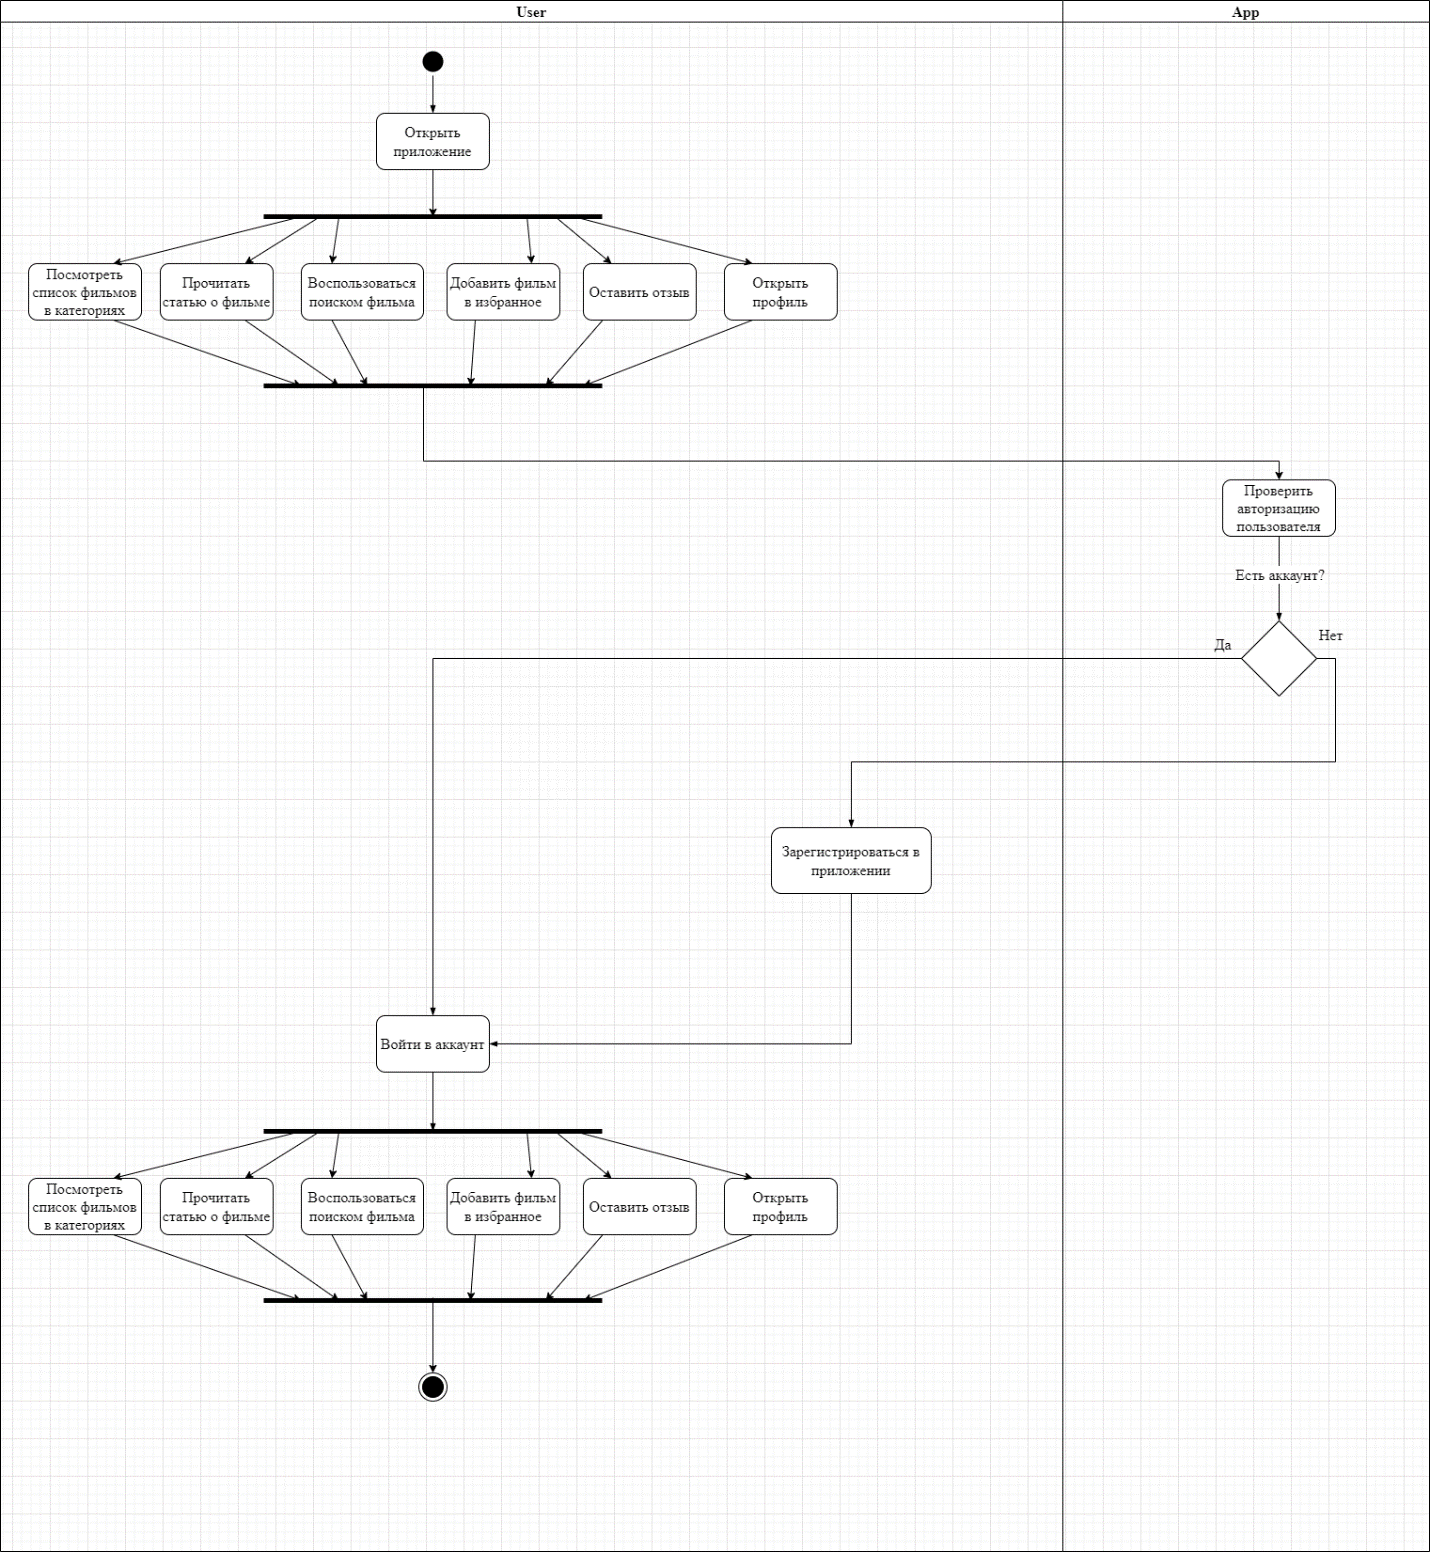 User
App
Открыть
приложение
Посмотреть
список фильмов
в категориях
Прочитать
статью о фильме
Воспользоваться
поиском фильма
Добавить фильм
в избранное
Оставить отзыв
Открыть
профиль
Проверить
авторизацию
пользователя
Есть аккаунт?
Да
Нет
Зарегистрироваться в
приложении
Войти в аккаунт
Посмотреть
список фильмов
в категориях
Прочитать
статью о фильме
Воспользоваться
поиском фильма
Добавить фильм
в избранное
Оставить отзыв
Открыть
профиль